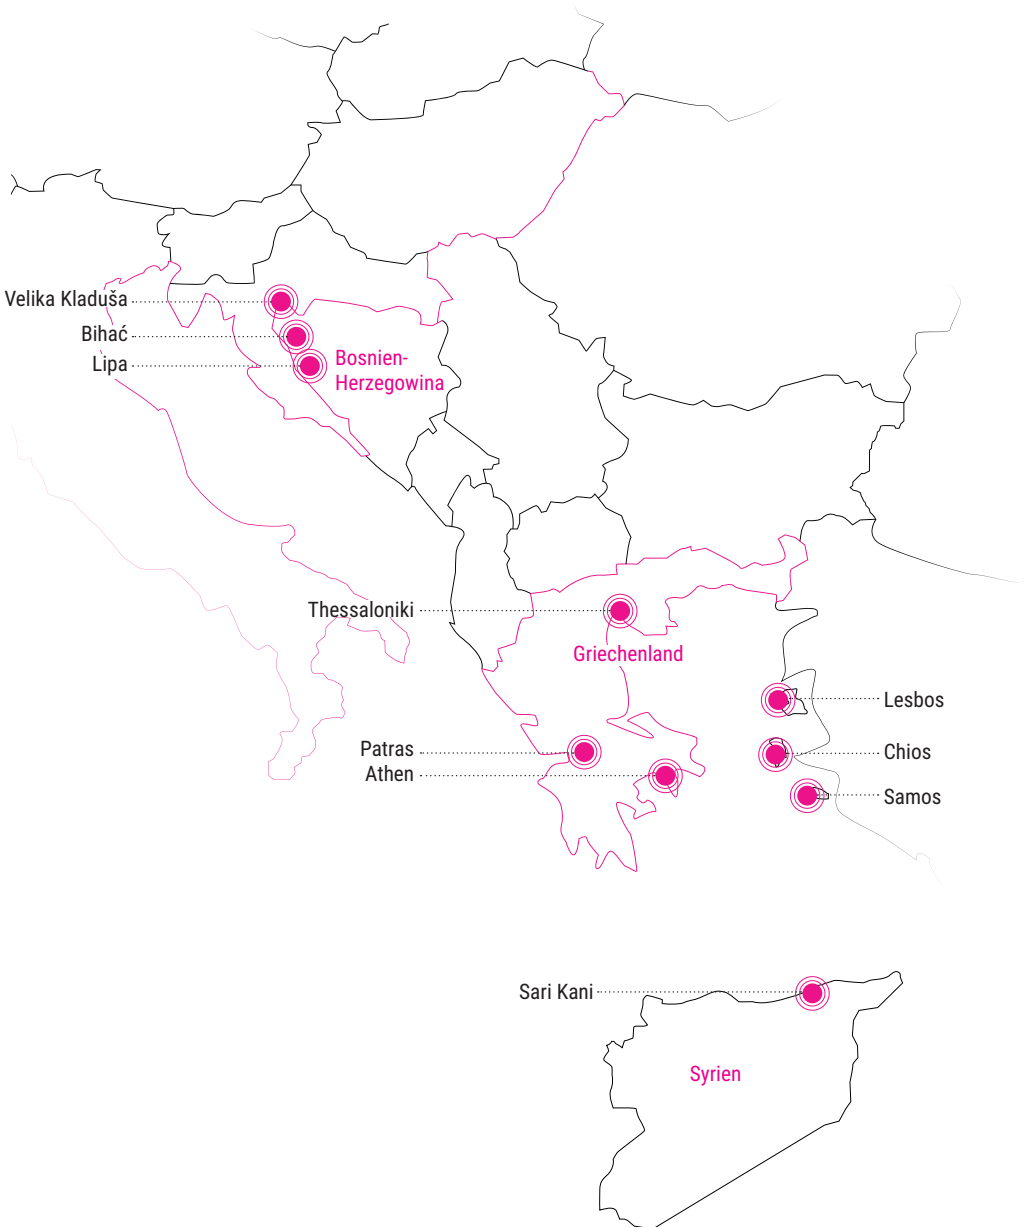 Velika Kladuša
Bihać
Lipa
Bosnien-
Herzegowina
Thessaloniki
Griechenland
Lesbos
Patras
Chios
Athen
Samos
Sari Kani
Syrien